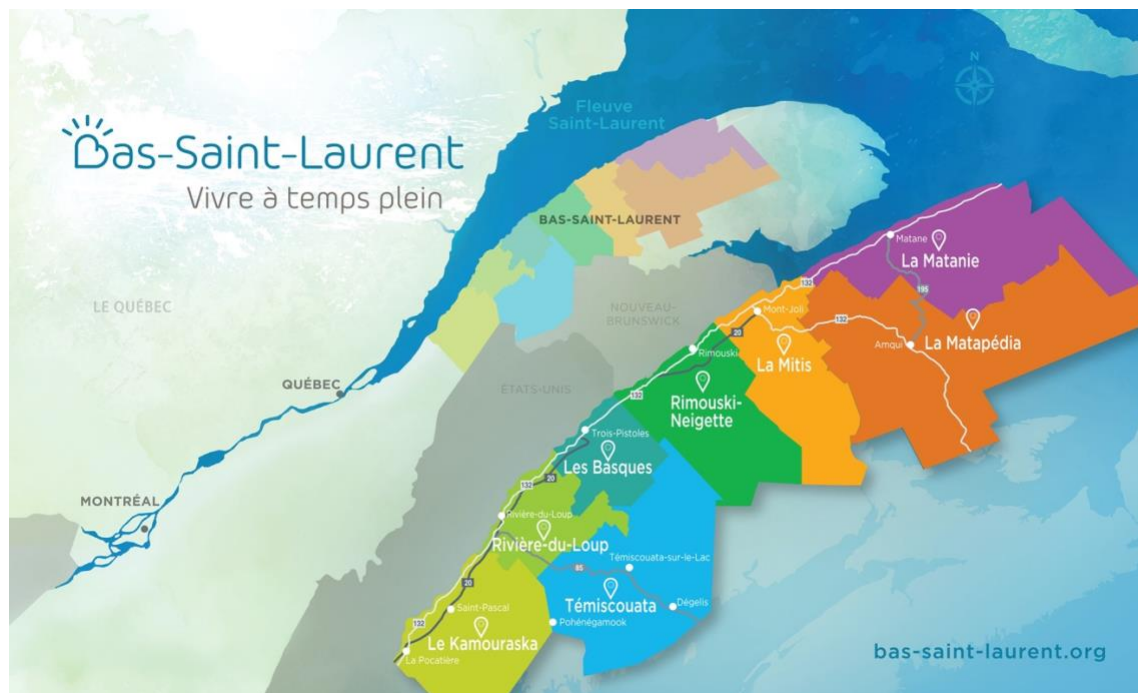 Bas-Saint-Laurent
Vivre à temps plein
N
Fleuve
Saint-Laurent
BAS-SAINT-LAURENT
LE QUÉBEC
NOUVEAU-
BRUNSWICK
ÉTATS-UNIS
QUÉBEC
MONTRÉAL
Matane
La Matanie
195
132
Mont-Joli
132
La Matapédia
Amqui
20
La Mitis
Rimouski
Rimouski-
Neigette
132
Trois-Pistoles
Les Basques
20
132
Rivière-du-Loup
Rivière-du-Loup
Témiscouata-sur-le-Lac
85
20
Témiscouata
Dégelis
Saint-Pascal
Pohénégamook
132
Le Kamouraska
La Pocatière
bas-saint-laurent.org